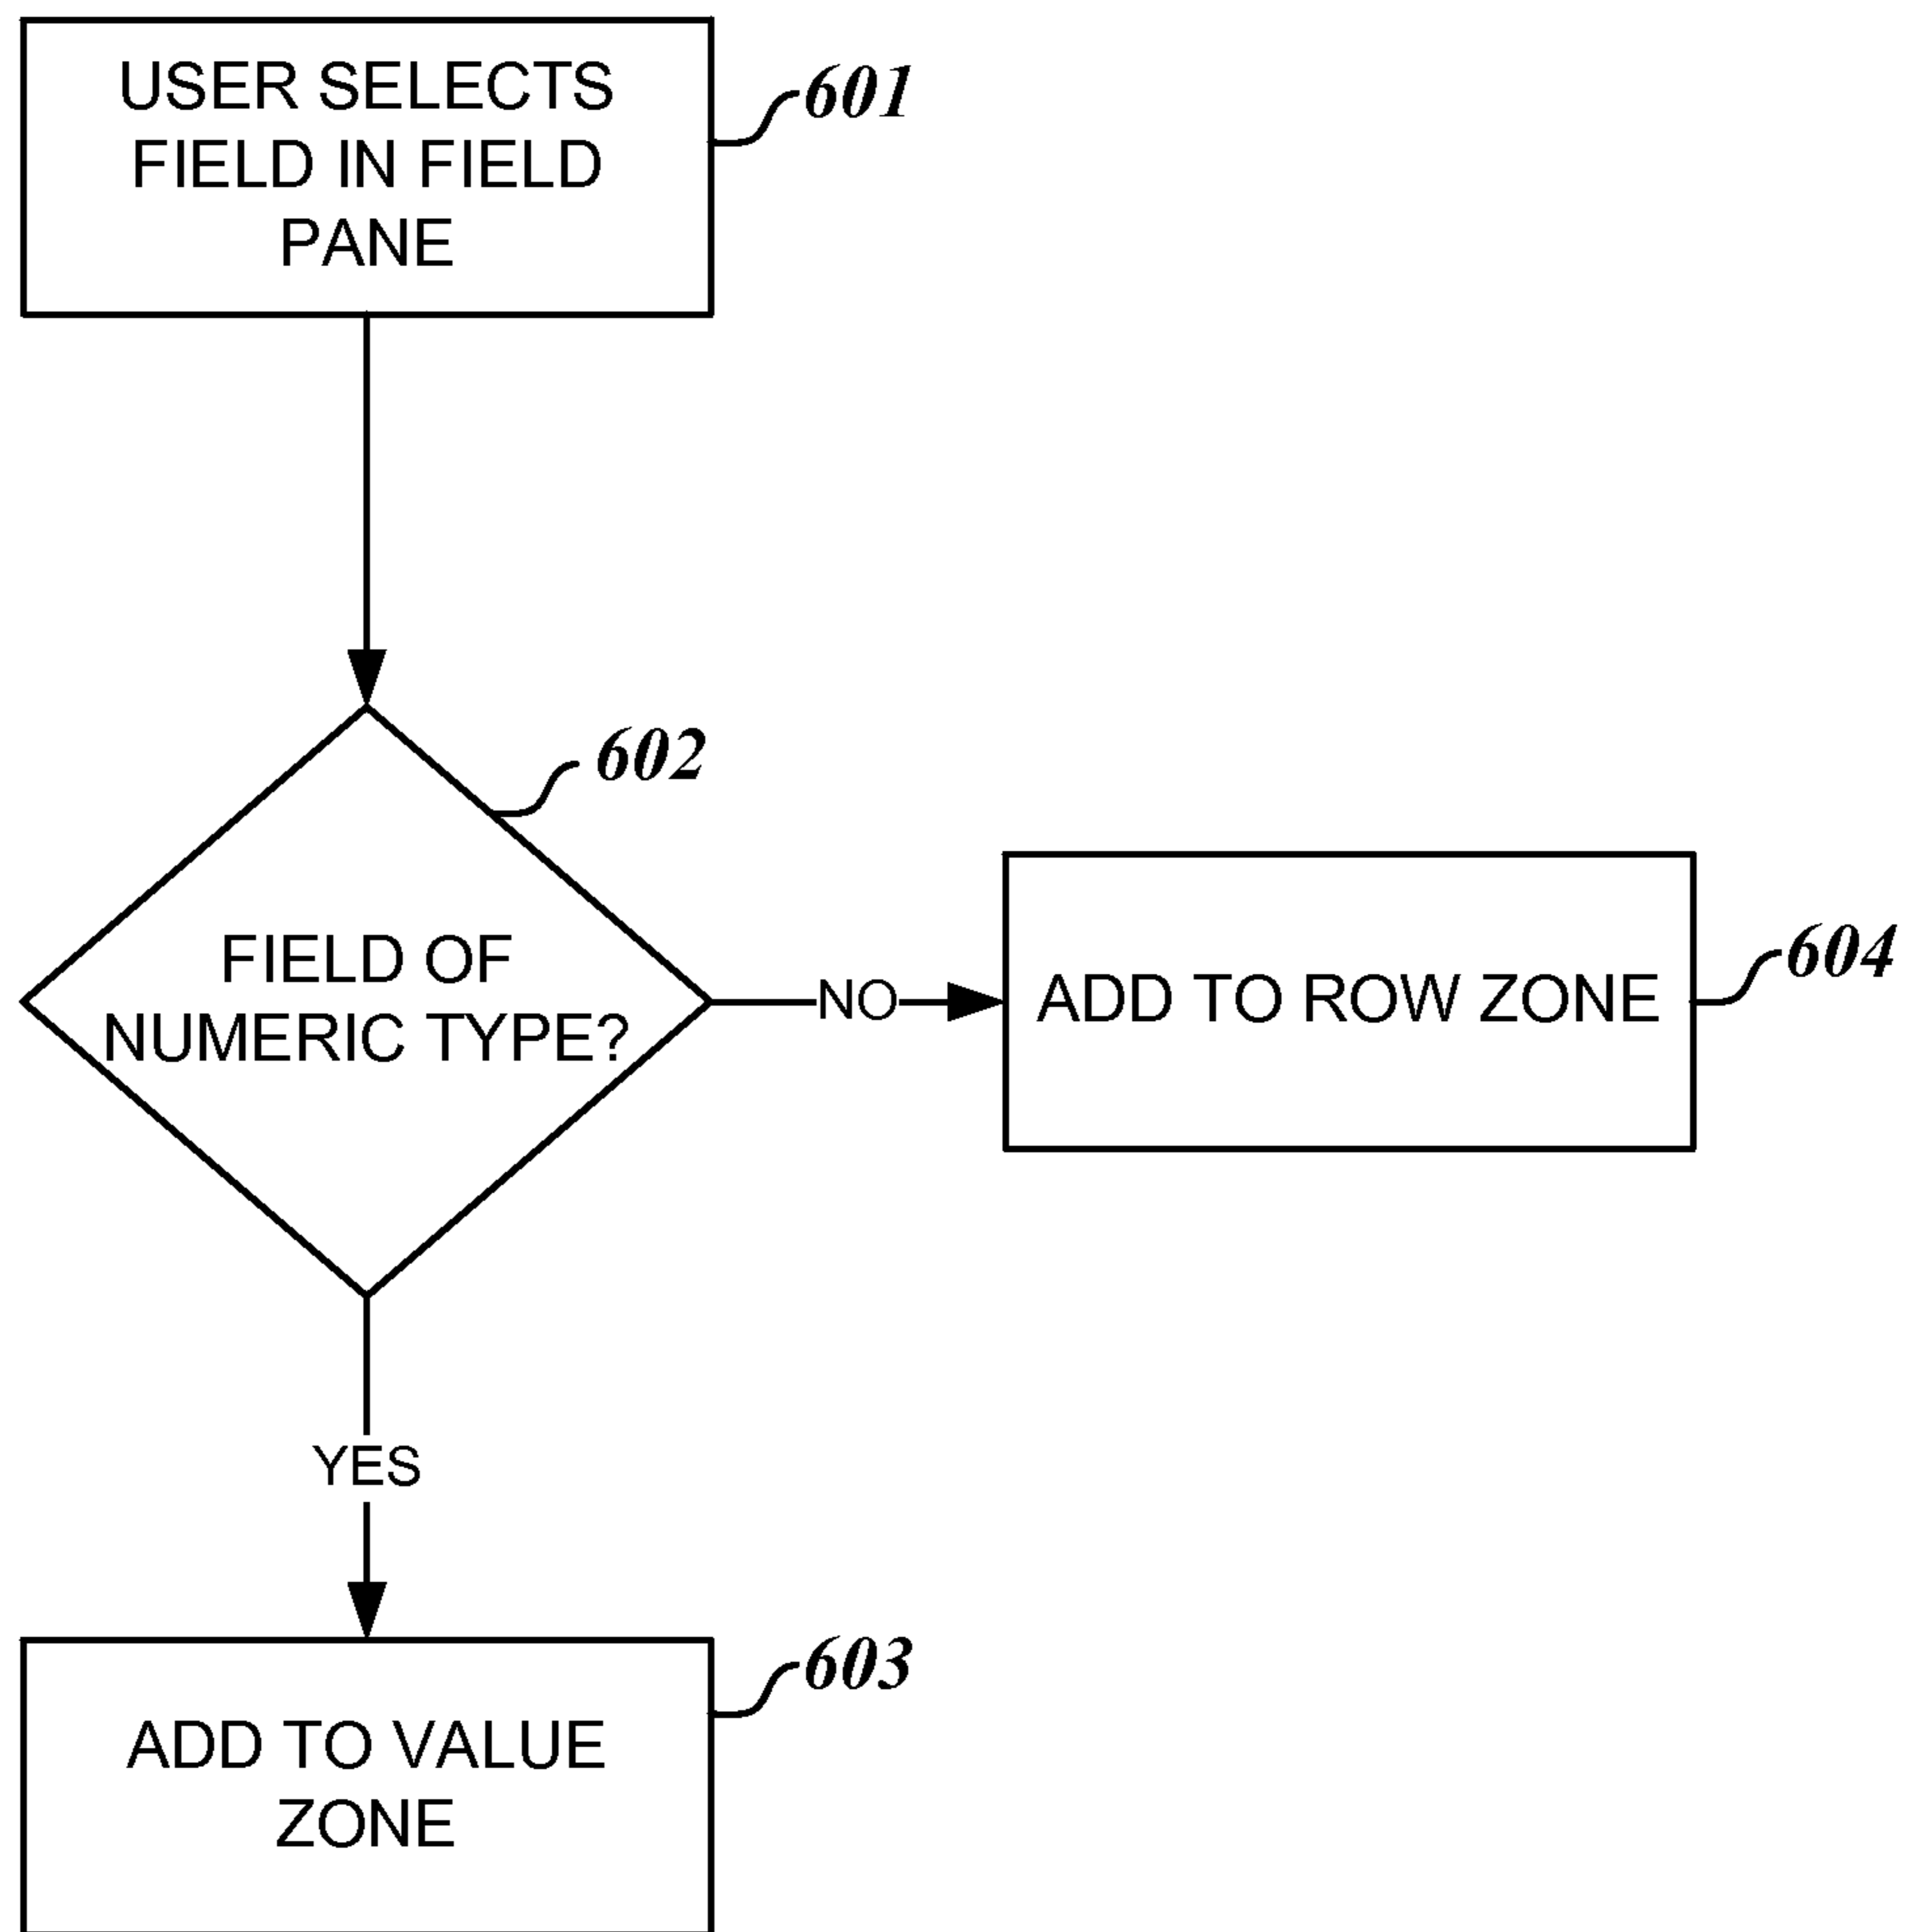 USER SELECTS
FIELD IN FIELD
PANE
601
602
FIELD OF
NUMERIC TYPE?
NO
ADD TO ROW ZONE
604
YES
603
ADD TO VALUE
ZONE